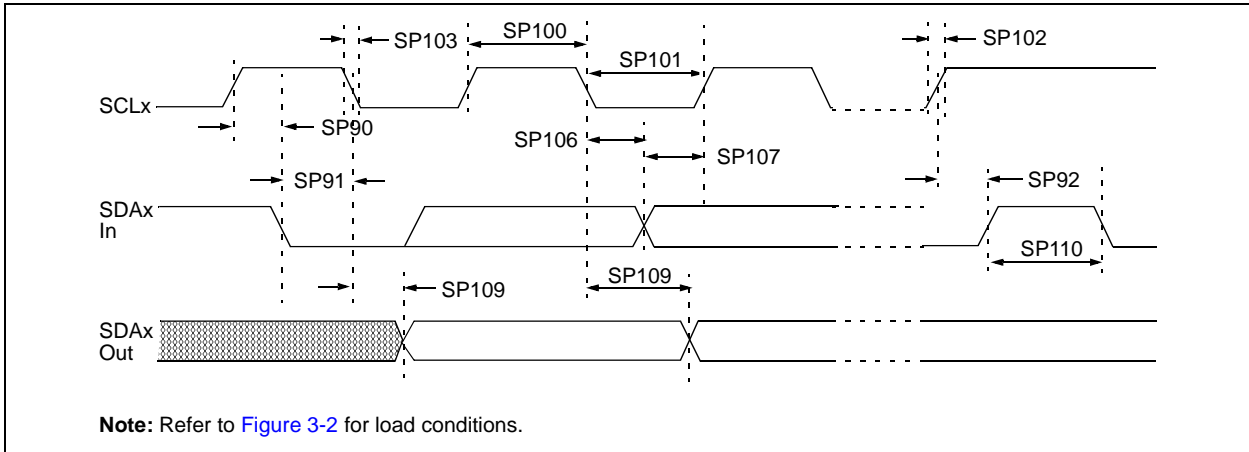 SP103
SP100
SP101
SP102
SCLx
SP90
SP106
SP107
SP91
SP92
SDAx
In
SP110
SP109
SP109
SDAx
Out
Note: Refer to Figure 3-2 for load conditions.